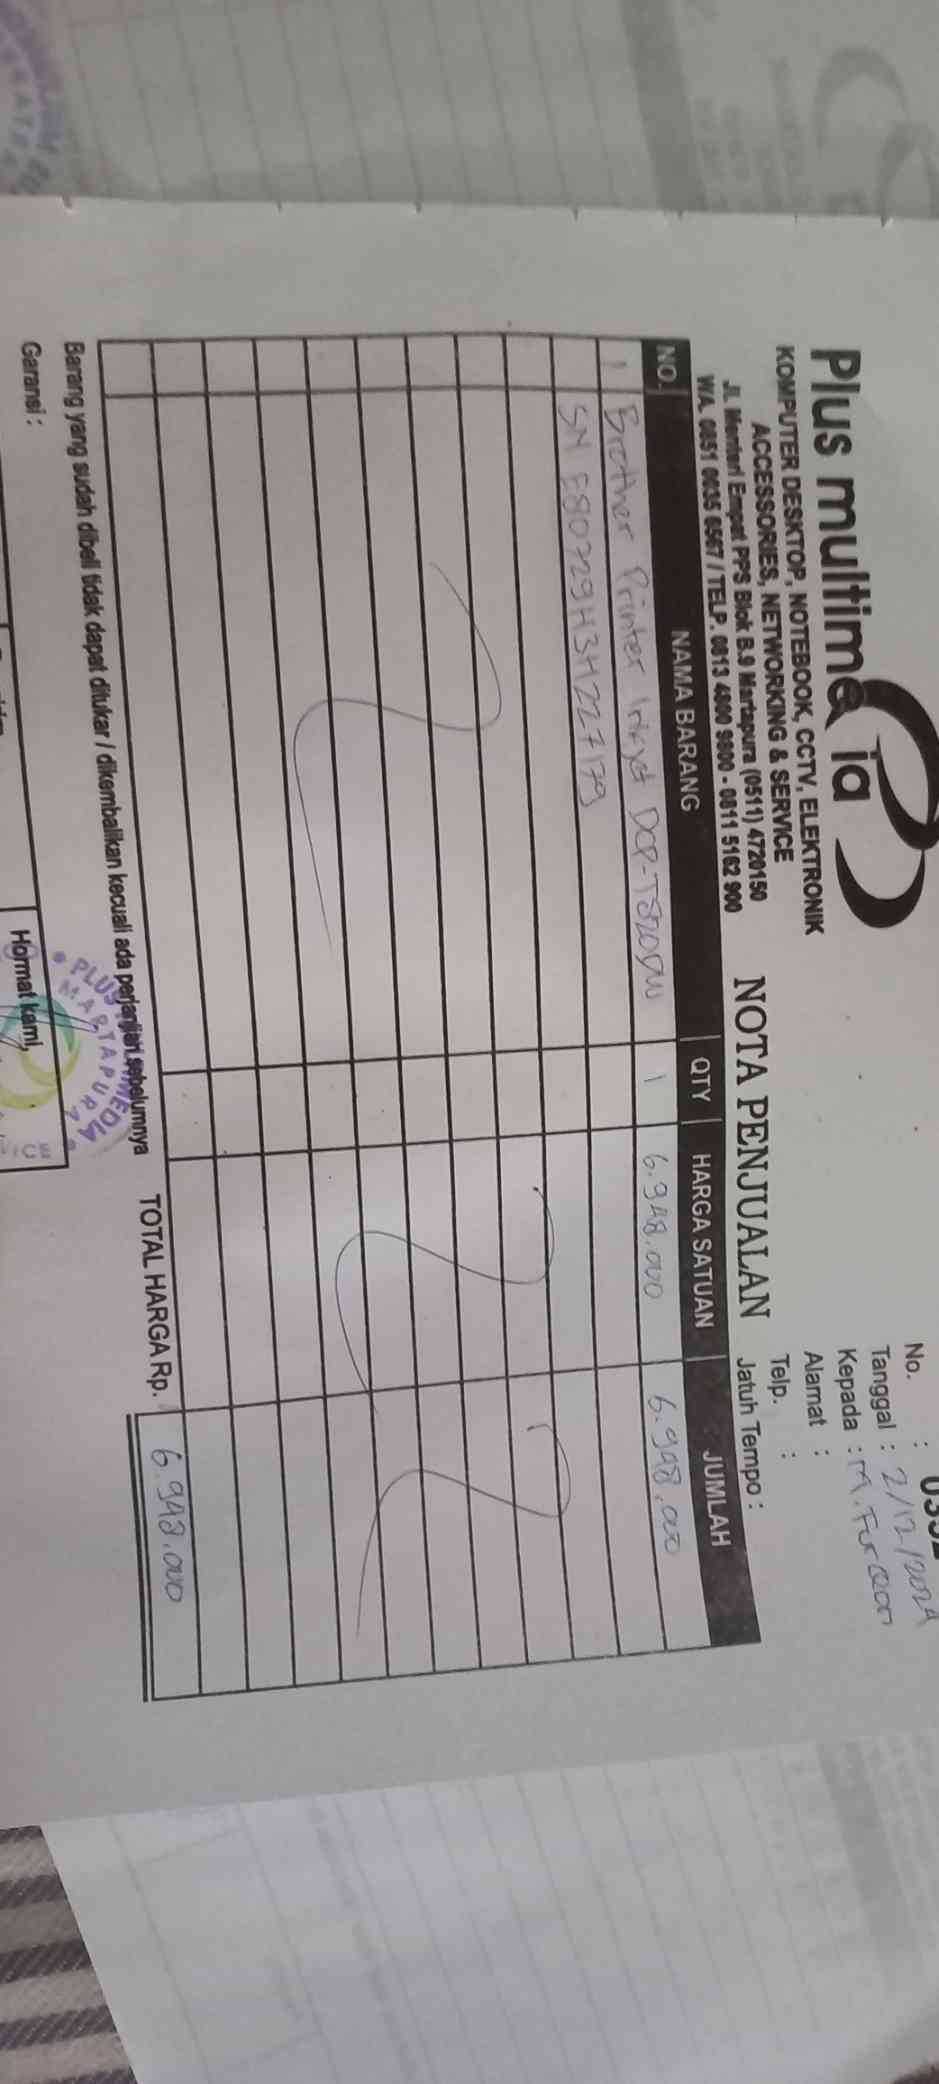 Plus multimedia
KOMPUTER DESKTOP, NOTEBOOK, CCTV, ELEKTRONIK
ACCESSORIES, NETWORKING & SERVICE
Jl. Menteri Empat PPS Blok B.9 Martapura (0511) 4720150
WA. 0851 0035 6567 / TELP. 0813 4800 9800 - 0811 5162 900
NOTA PENJUALAN
No. :
Tanggal : 2/12/2024
Kepada : M. Furqon
Alamat :
Telp. :
Jatuh Tempo :
NO. NAMA BARANG QTY HARGA SATUAN JUMLAH
1 Brother Printer Inkjet DCP-T820DW 1 6.948.000 6.948.000
SN E80729H3H227179
Barang yang sudah dibeli tidak dapat ditukar / dikembalikan kecuali ada perjanjian sebelumnya
TOTAL HARGA Rp. 6.948.000
Garansi :
Hormat kami,
PLUS
MARTAPURA